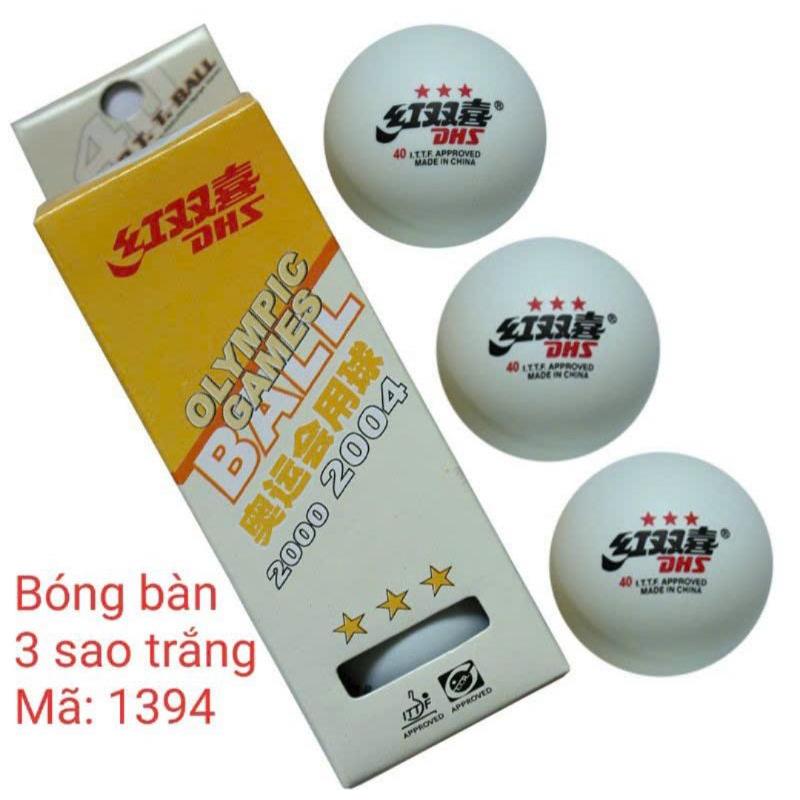 T. T. BALL
红双喜
DHS
OLYMPIC
GAMES
BALL
奥运会用球
2000 2004
ITTF
APPROVED
APPROVED
★★★
红双喜®
DHS
40 I.T.T.F. APPROVED
MADE IN CHINA
★★★
红双喜®
DHS
40 I.T.T.F. APPROVED
MADE IN CHINA
★★★
红双喜®
DHS
40 I.T.T.F. APPROVED
MADE IN CHINA
Bóng bàn
3 sao trắng
Mã: 1394